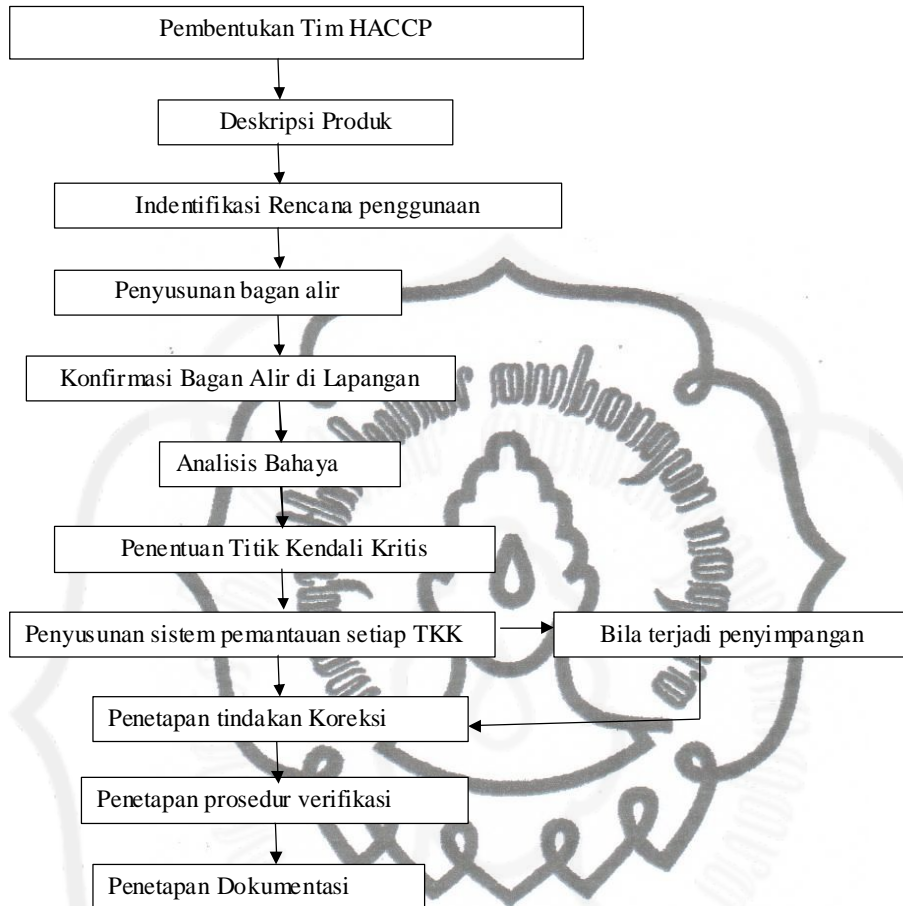 Pembentukan Tim HACCP
Deskripsi Produk
Indentifikasi Rencana penggunaan
Penyusunan bagan alir
Konfirmasi Bagan Alir di Lapangan
Analisis Bahaya
Penentuan Titik Kendali Kritis
Penyusunan sistem pemantauan setiap TKK
Bila terjadi penyimpangan
Penetapan tindakan Koreksi
Penetapan prosedur verifikasi
Penetapan Dokumentasi